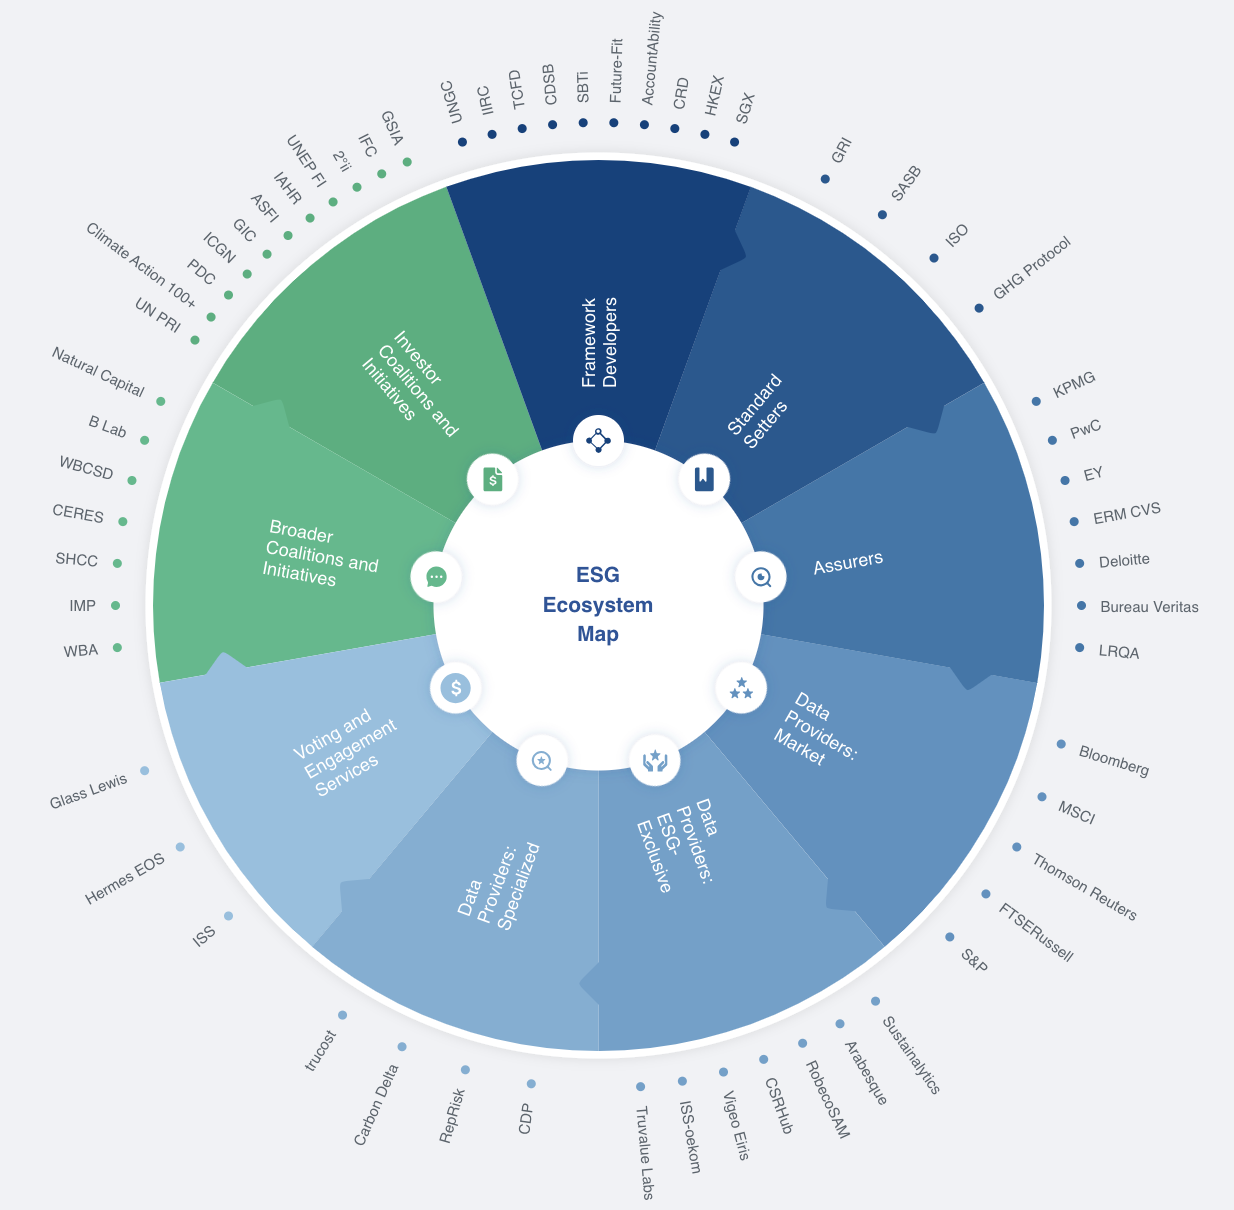 ESG
Ecosystem
Map
Framework
Developers
UNGC
IIRC
TCFD
CDSB
SBTi
Future-Fit
AccountAbility
CRD
HKEX
SGX
Standard
Setters
GRI
SASB
ISO
GHG Protocol
Assurers
KPMG
PwC
EY
ERM CVS
Deloitte
Bureau Veritas
LRQA
Data
Providers:
Market
Bloomberg
MSCI
Thomson Reuters
FTSERussell
S&P
Data
Providers:
ESG-
Exclusive
Sustainalytics
Arabesque
RobecoSAM
CSRHub
Vigeo Eiris
ISS-oekom
Truvalue Labs
Data
Providers:
Specialized
CDP
RepRisk
Carbon Delta
trucost
Voting and
Engagement
Services
ISS
Hermes EOS
Glass Lewis
Broader
Coalitions and
Initiatives
WBA
IMP
SHCC
CERES
WBCSD
B Lab
Natural Capital
Investor
Coalitions and
Initiatives
UN PRI
Climate Action 100+
PDC
ICGN
GIC
ASFI
IAHR
UNEP FI
2°ii
IFC
GSIA